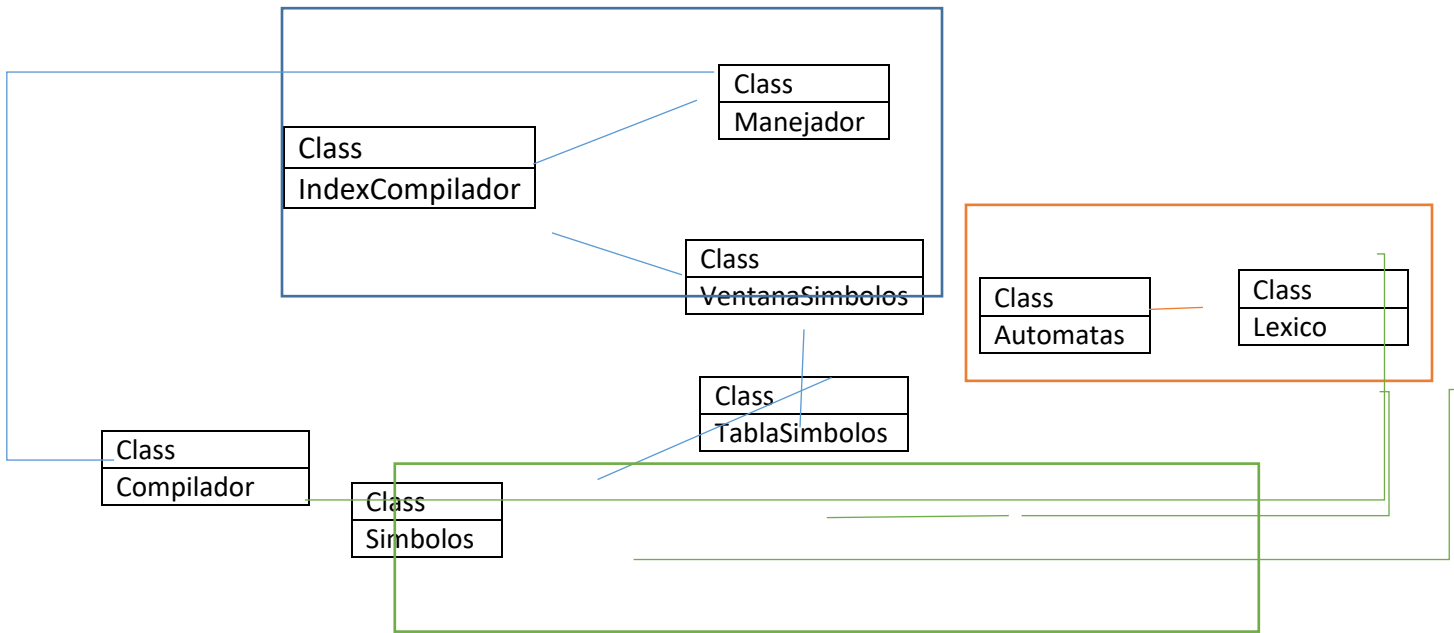 Class
Manejador
Class
IndexCompilador
Class
VentanaSimbolos
Class
Automatas
Class
Lexico
Class
TablaSimbolos
Class
Compilador
Class
Simbolos